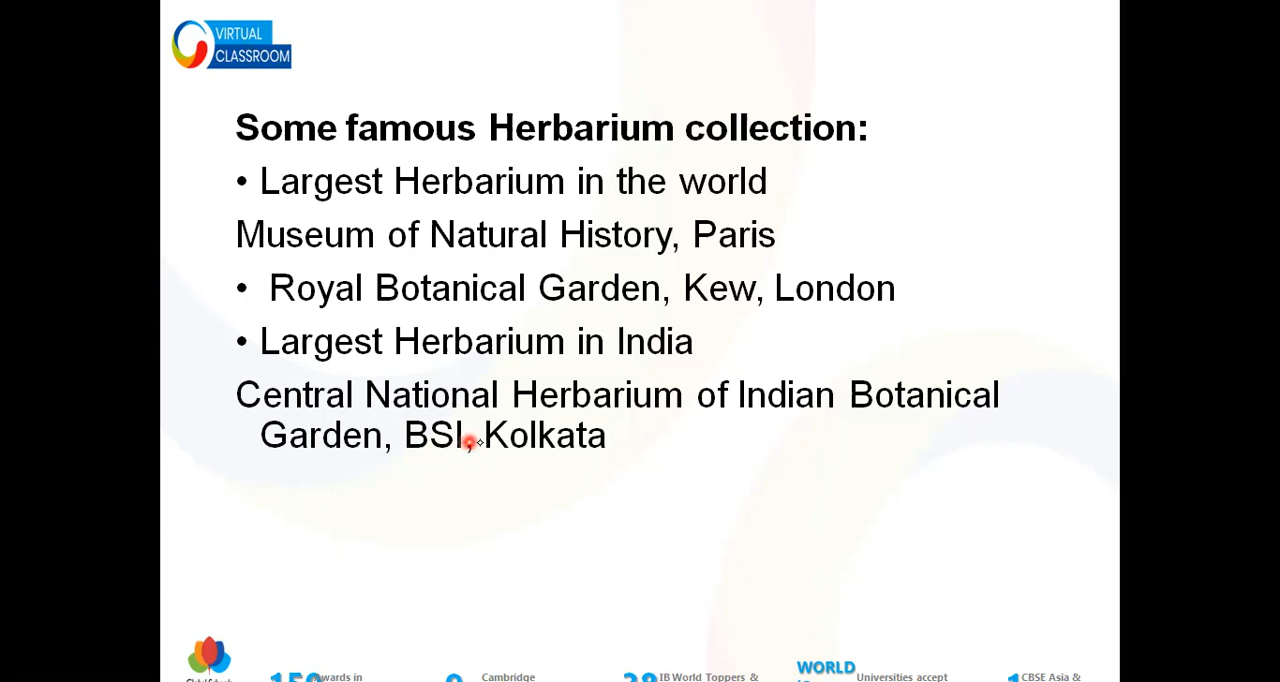 VIRTUAL
CLASSROOM
Some famous Herbarium collection:
• Largest Herbarium in the world
Museum of Natural History, Paris
• Royal Botanical Garden, Kew, London
• Largest Herbarium in India
Central National Herbarium of Indian Botanical
Garden, BSI, Kolkata
Cambridge
IB World Toppers &
WORLD
Universities accept
CBSE Asia &